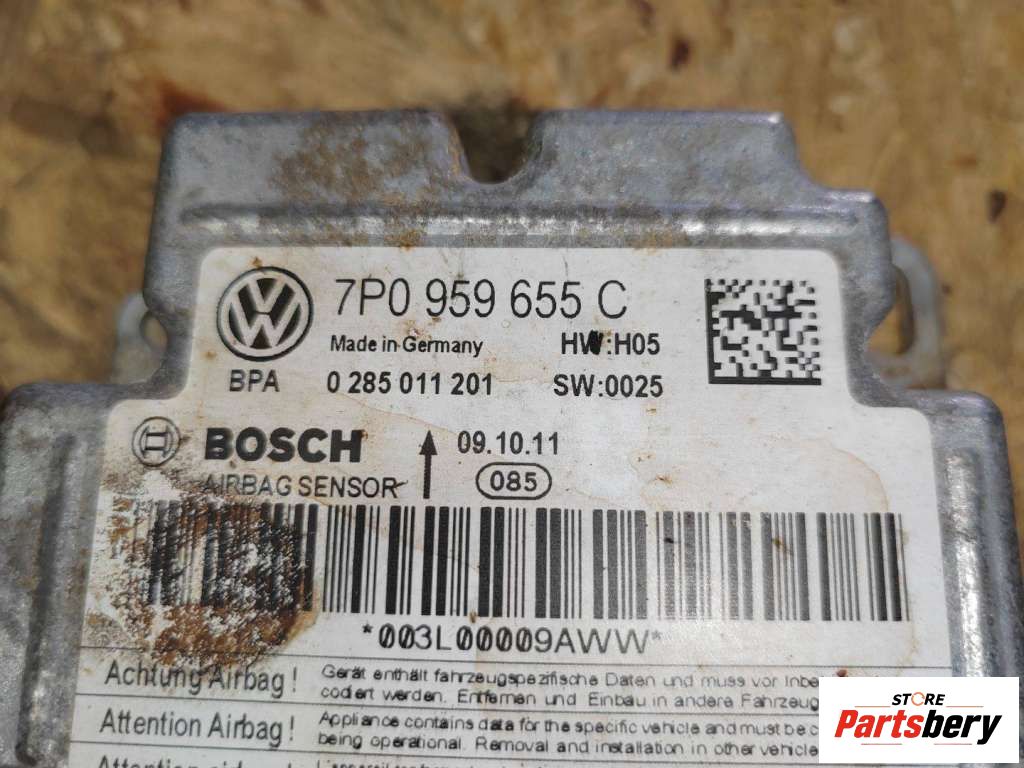 7P0 959 655 C
Made in Germany HW:H05
BPA 0 285 011 201 SW:0025
BOSCH 09.10.11
AIRBAG SENSOR 085
*003L00009AWW*
Achtung Airbag! Gerät enthält fahrzeugspezifische Daten und muss vor Inbe
codiert werden. Entfernen und Einbau in andere Fahrzeug
Attention Airbag! Appliance contains data for the specific vehicle and must be c
being operational. Removal and installation in other vehicle
STORE
Partsbery